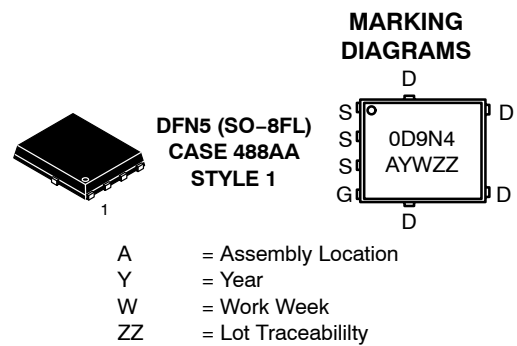 MARKING
DIAGRAMS
DFN5 (SO−8FL)
CASE 488AA
STYLE 1
1
D
S
S
S
G
D
D
D
0D9N4
AYWZZ
A = Assembly Location
Y = Year
W = Work Week
ZZ = Lot Traceabililty